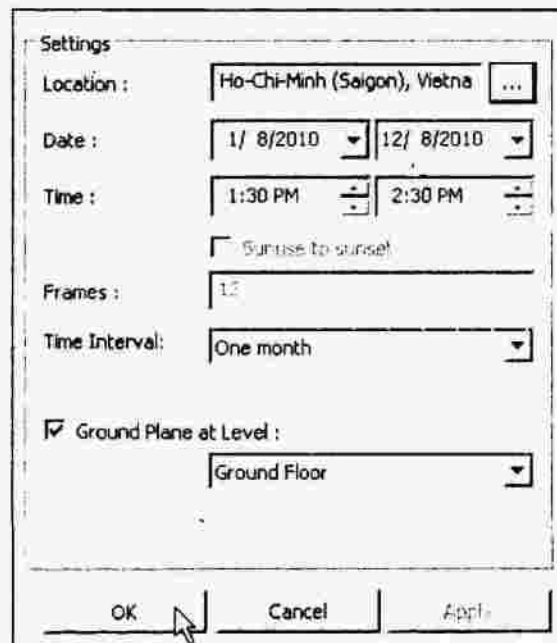 Settings
Location : Ho-Chi-Minh (Saigon), Vietna ...
Date : 1/ 8/2010 12/ 8/2010
Time : 1:30 PM 2:30 PM
Sunrise to sunset
Frames : 12
Time Interval: One month
Ground Plane at Level :
Ground Floor
OK Cancel Apply